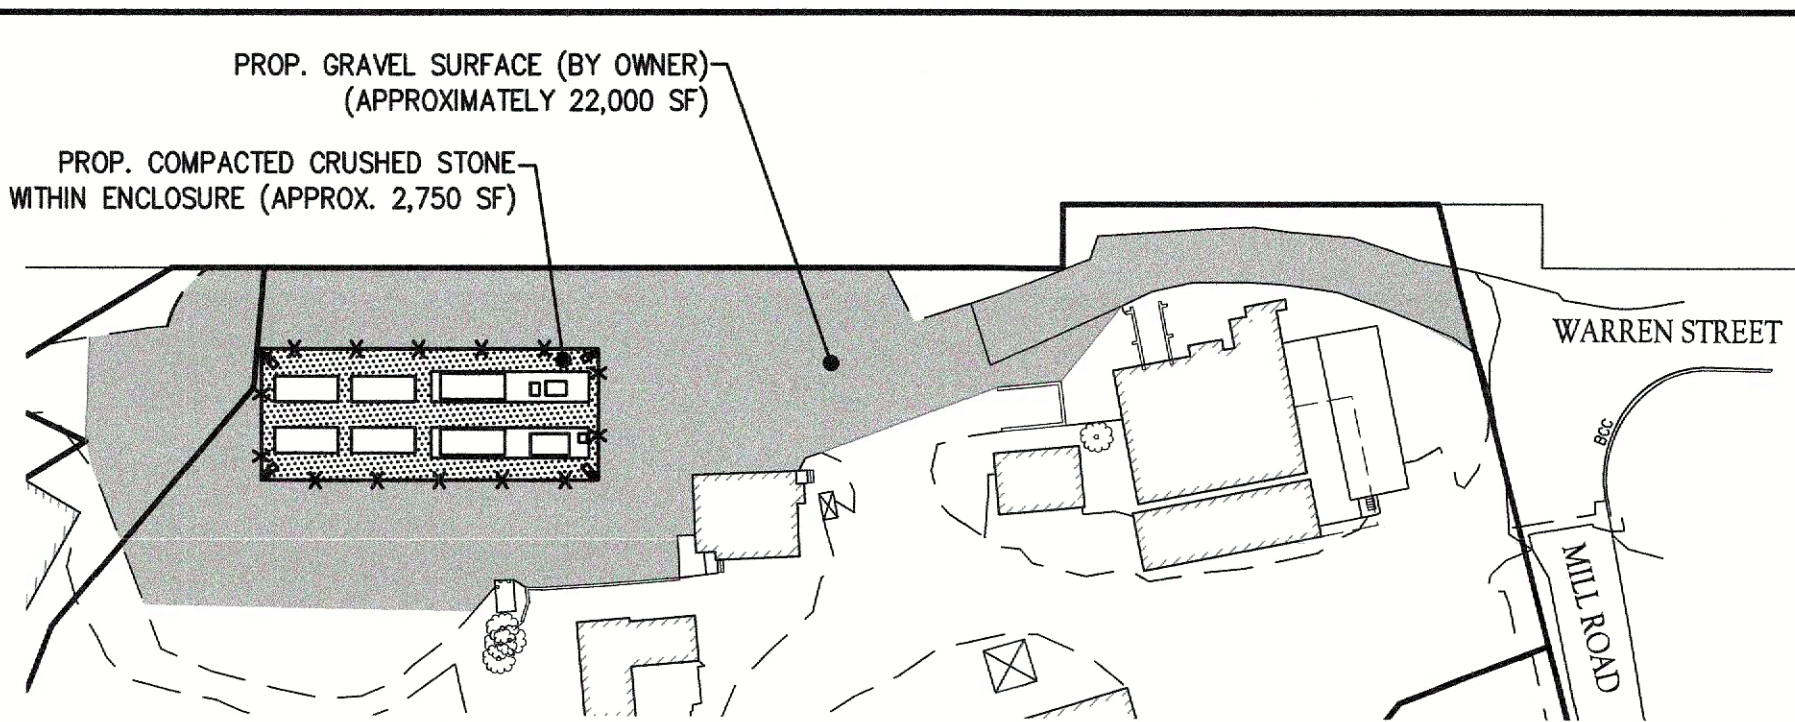 PROP. GRAVEL SURFACE (BY OWNER)
(APPROXIMATELY 22,000 SF)
PROP. COMPACTED CRUSHED STONE
WITHIN ENCLOSURE (APPROX. 2,750 SF)
WARREN STREET
BCC
MILL ROAD